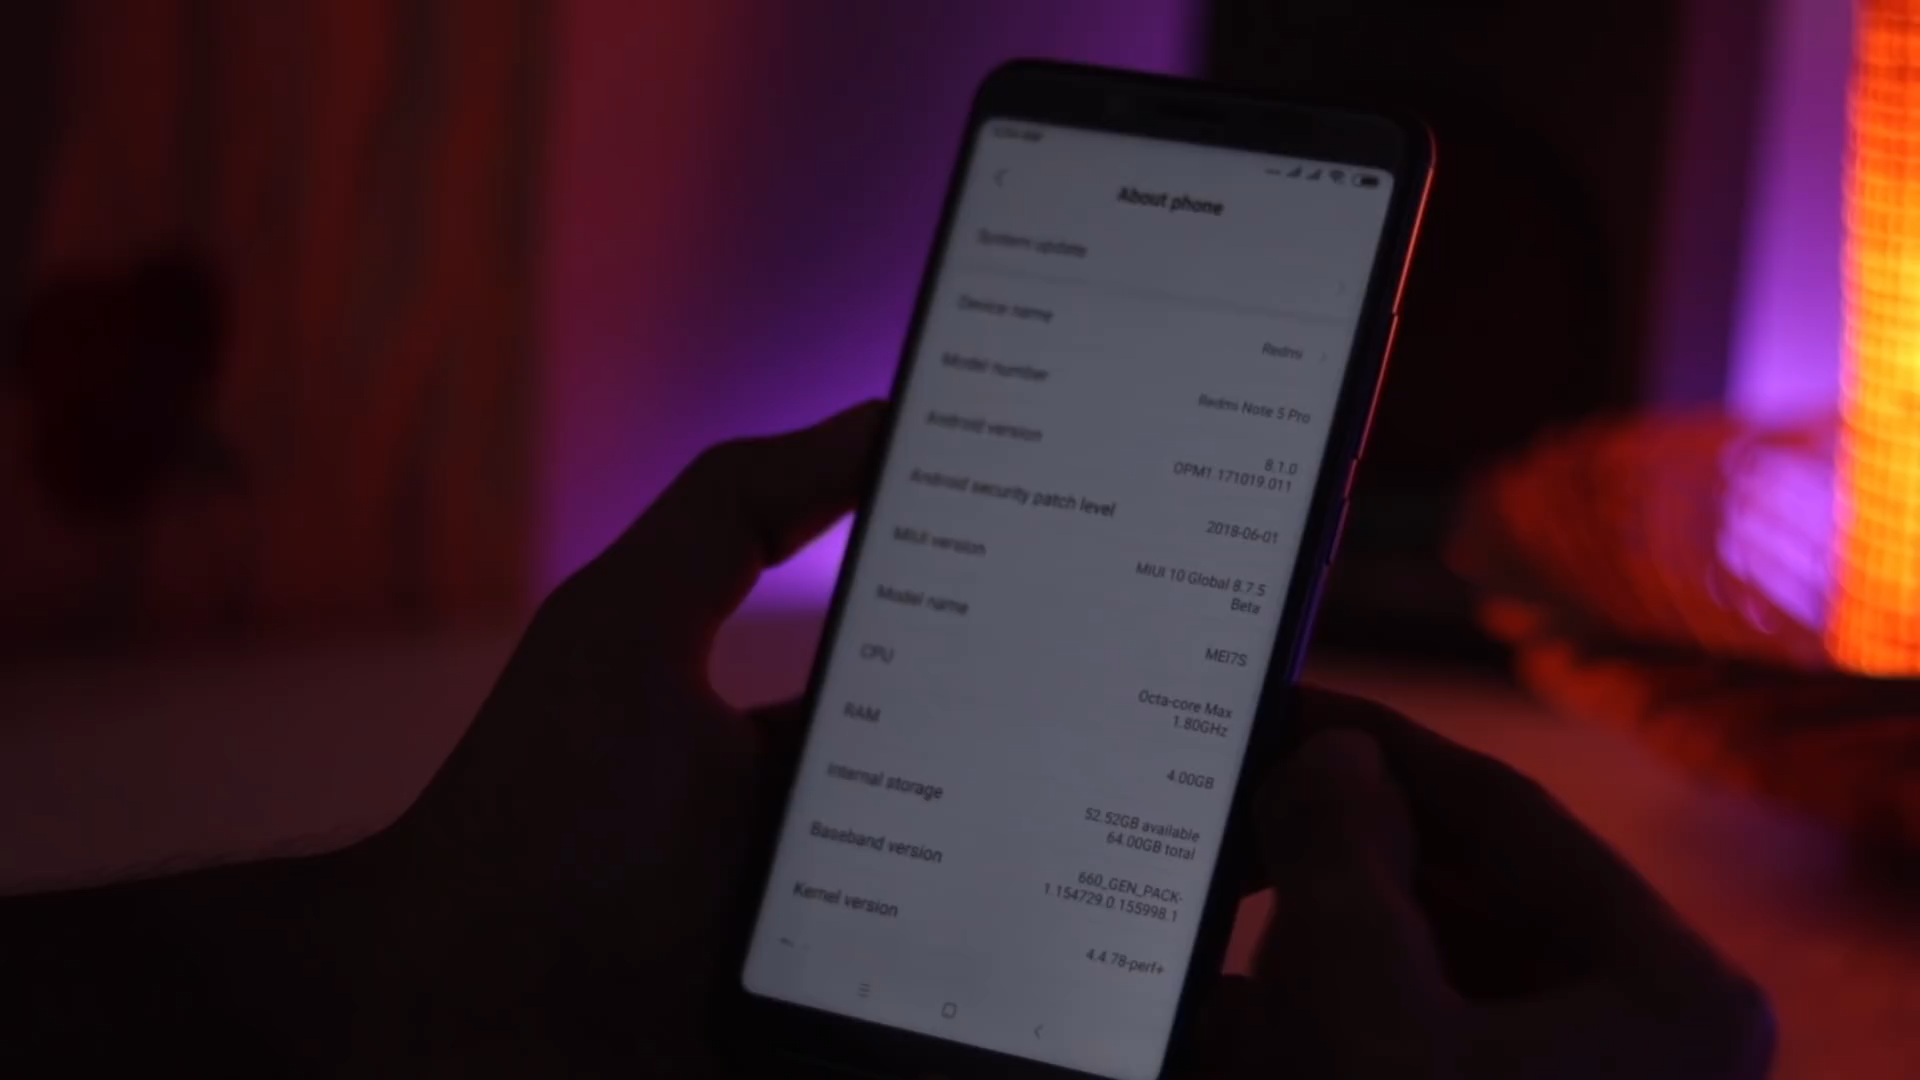 About phone
System update
Device name
Redmi
Model number
Redmi Note 5 Pro
Android version
8.1.0
OPM1.171019.011
Android security patch level
2018-06-01
MIUI version
MIUI 10 Global 8.7.5
Beta
Model name
MEI7S
CPU
Octa-core Max
1.80GHz
RAM
4.00GB
Internal storage
52.52GB available
64.00GB total
Baseband version
660_GEN_PACK-
1.154729.0.155998.1
Kernel version
4.4.78-perf+